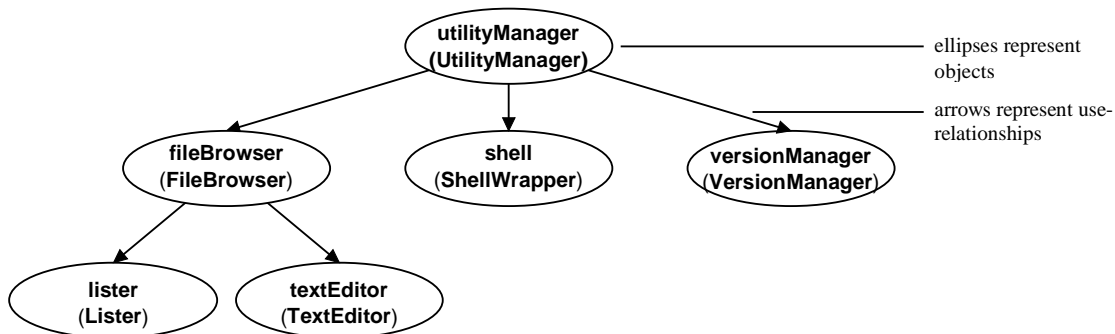 utilityManager
(UtilityManager)
ellipses represent
objects
arrows represent use-
relationships
fileBrowser
(FileBrowser)
shell
(ShellWrapper)
versionManager
(VersionManager)
lister
(Lister)
textEditor
(TextEditor)